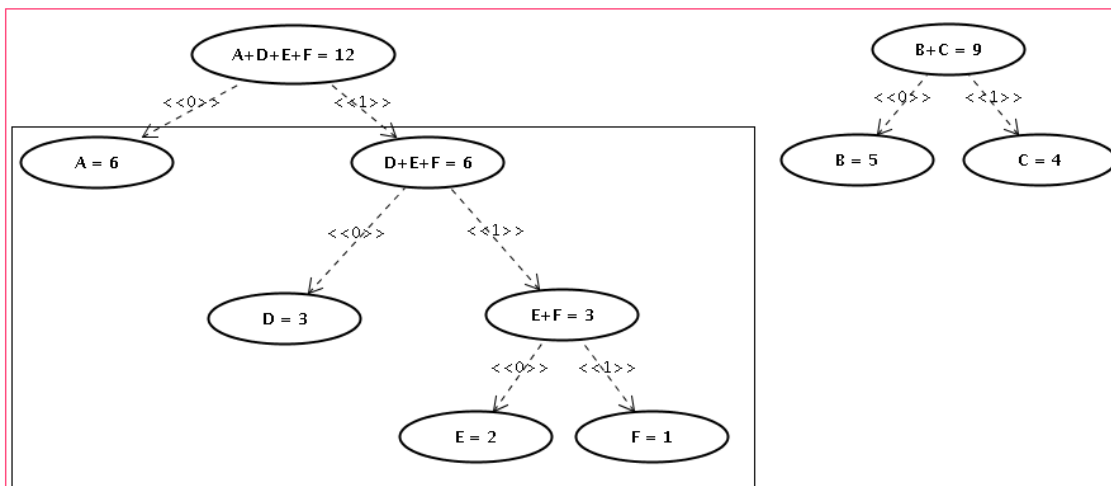 A+D+E+F = 12
B+C = 9
<<0>>
<<1>>
<<0>>
<<1>>
A = 6
D+E+F = 6
B = 5
C = 4
<<0>>
<<1>>
D = 3
E+F = 3
<<0>>
<<1>>
E = 2
F = 1